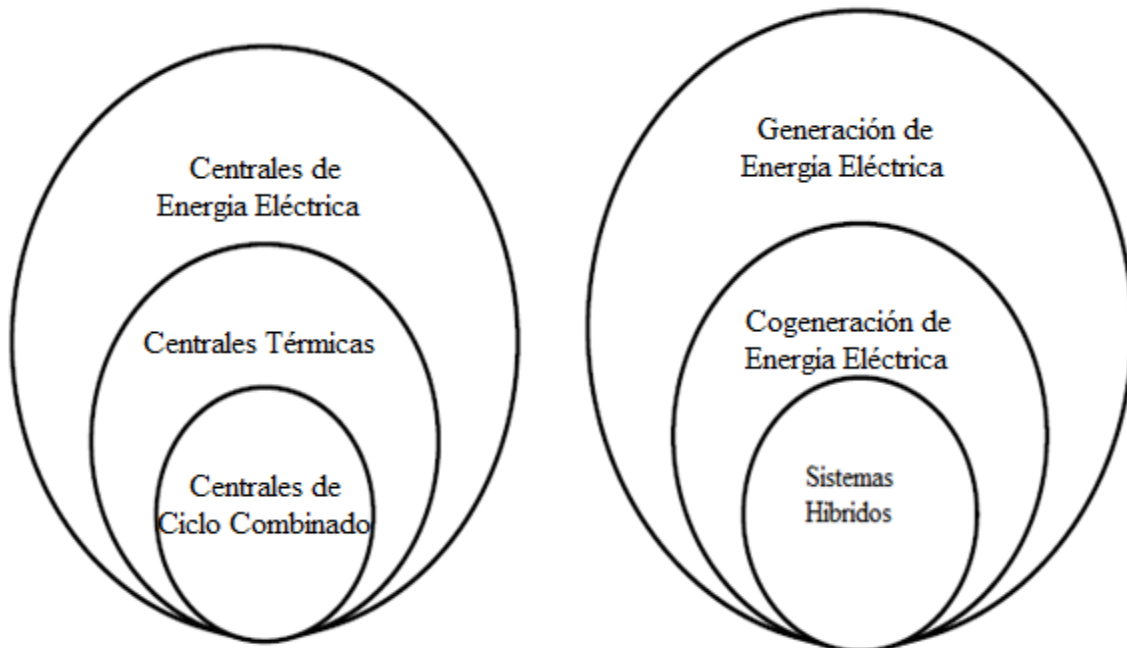 Centrales de
Energía Eléctrica
Centrales Térmicas
Centrales de
Ciclo Combinado
Generación de
Energía Eléctrica
Cogeneración de
Energía Eléctrica
Sistemas
Híbridos